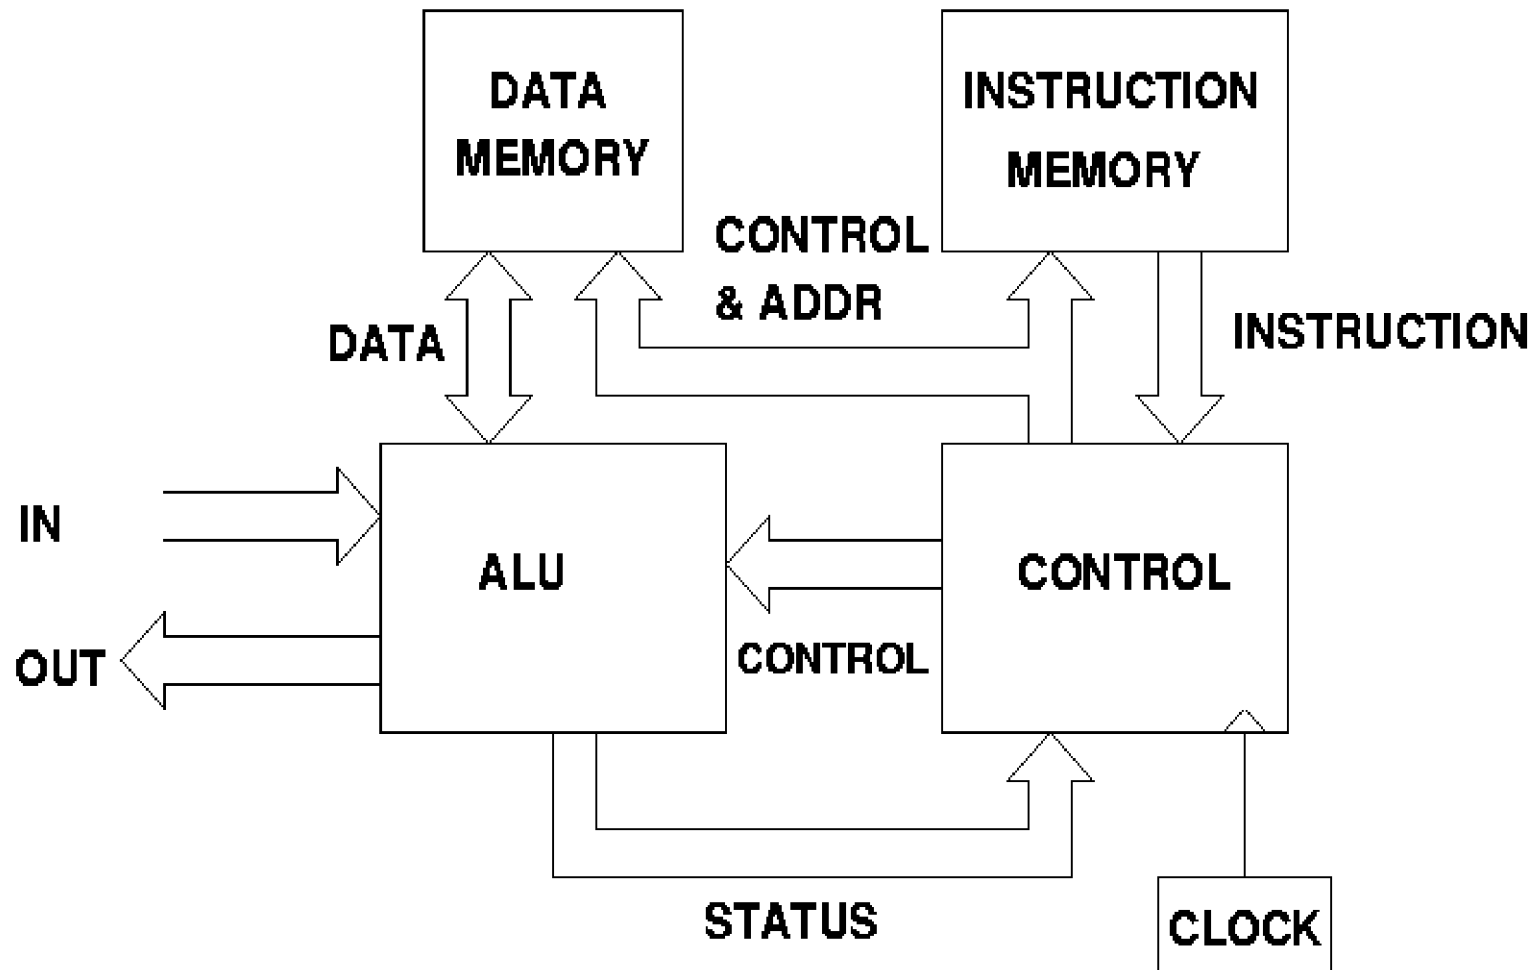 DATA
MEMORY
INSTRUCTION
MEMORY
CONTROL
& ADDR
DATA
INSTRUCTION
IN
ALU
CONTROL
OUT
CONTROL
STATUS
CLOCK